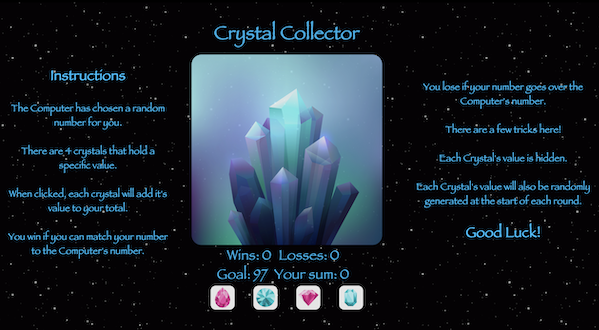 Crystal Collector
Instructions
The Computer has chosen a random
number for you.
There are 4 crystals that hold a
specific value.
When clicked, each crystal will add it's
value to your total.
You win if you can match your number
to the Computer's number.
You lose if your number goes over the
Computer's number.
There are a few tricks here!
Each Crystal's value is hidden.
Each Crystal's value will also be randomly
generated at the start of each round.
Good Luck!
Wins: 0 Losses: 0
Goal: 97 Your sum: 0